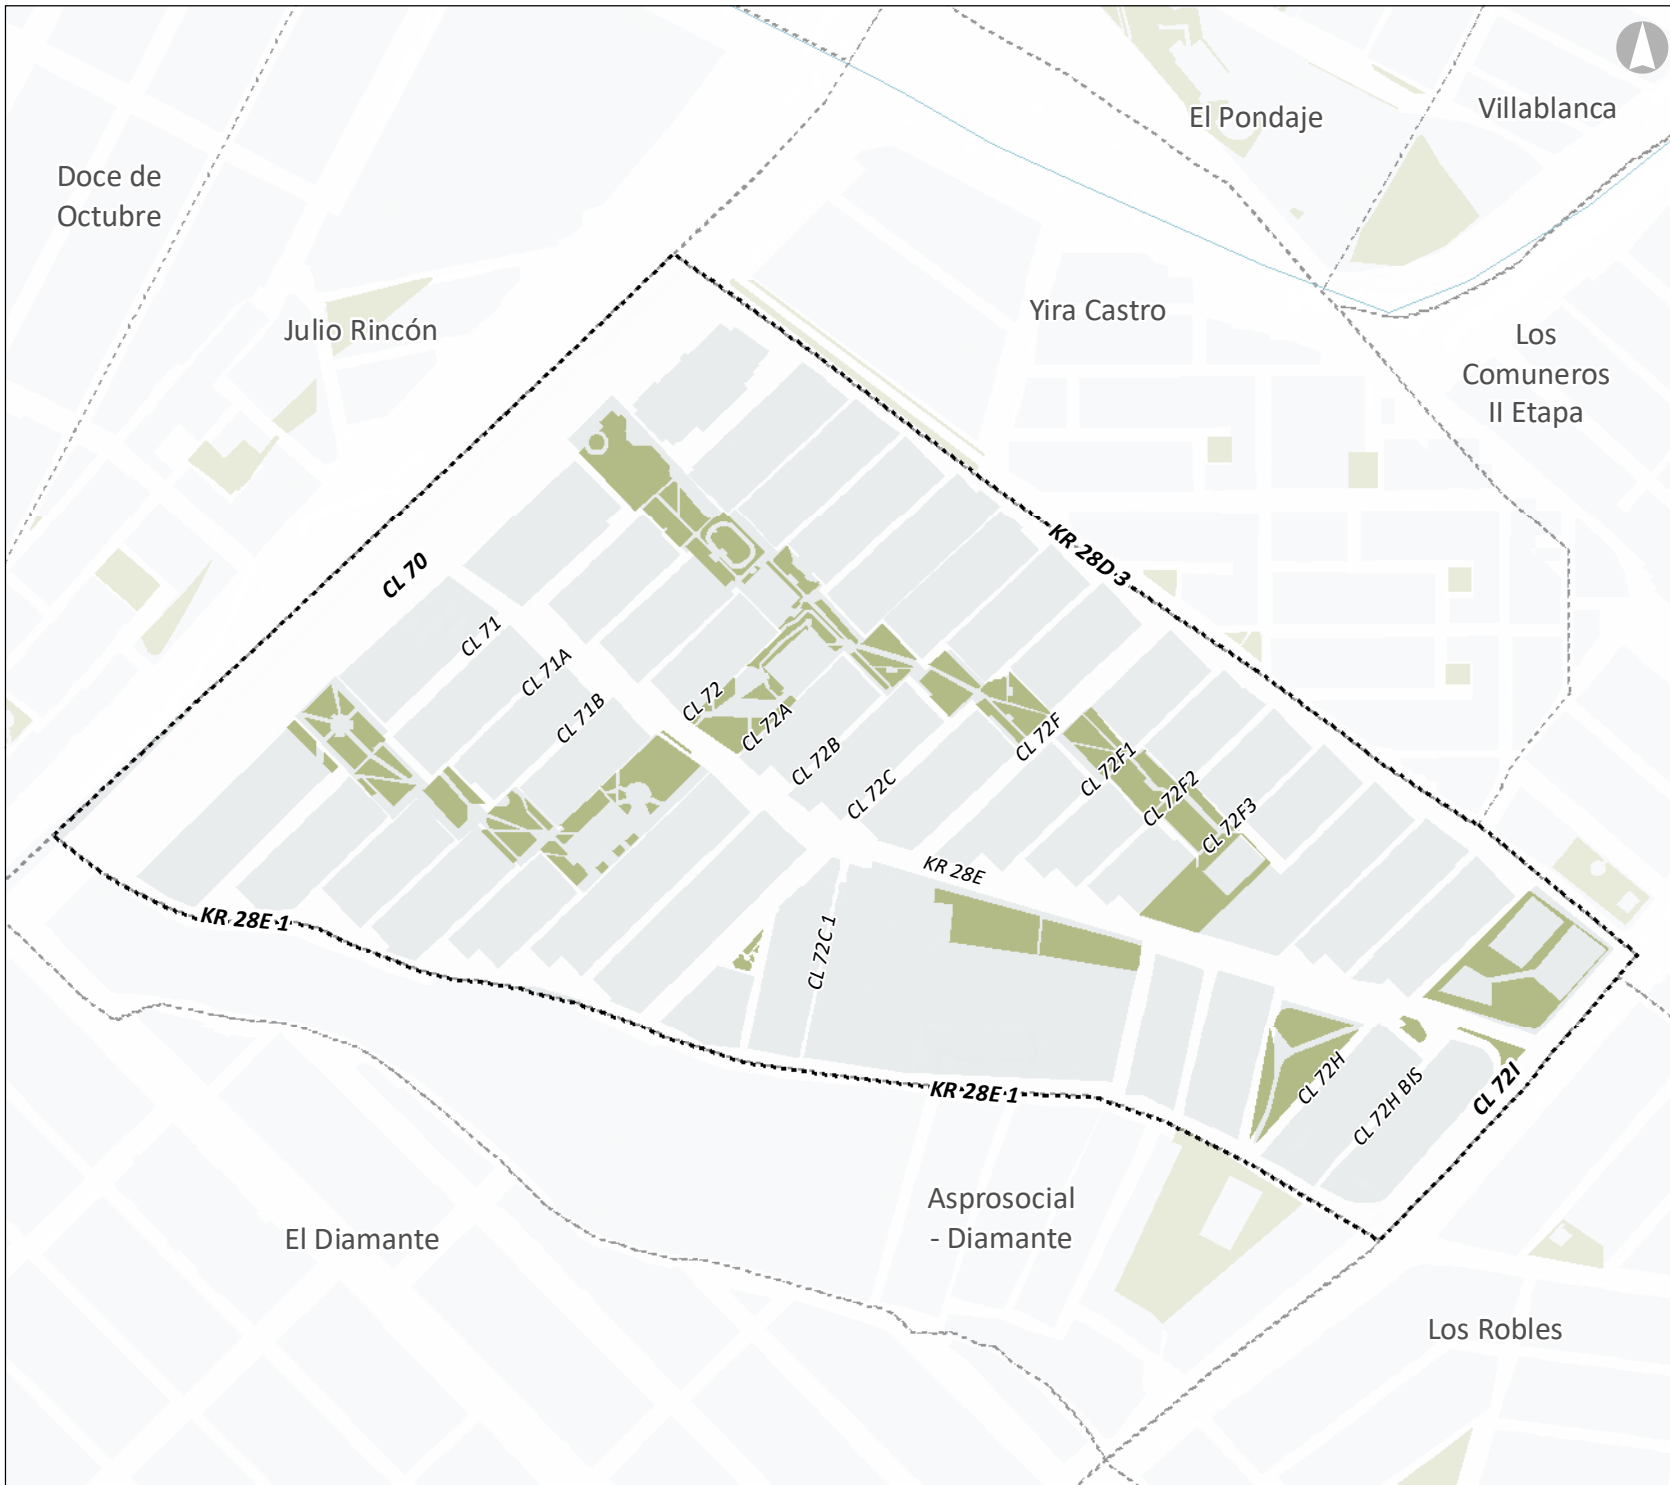 El Pondaje
Villablanca
Doce de
Octubre
Yira Castro
Julio Rincón
Los
Comuneros
II Etapa
CL 70
KR 28D 3
CL 71
CL 71A
CL 71B
CL 72
CL 72A
CL 72B
CL 72C
CL 72F
CL 72F1
CL 72F2
CL 72F3
KR 28E
KR 28E 1
CL 72C 1
CL 72H
CL 72H BIS
CL 72I
KR 28E 1
Asprosocial
- Diamante
El Diamante
Los Robles